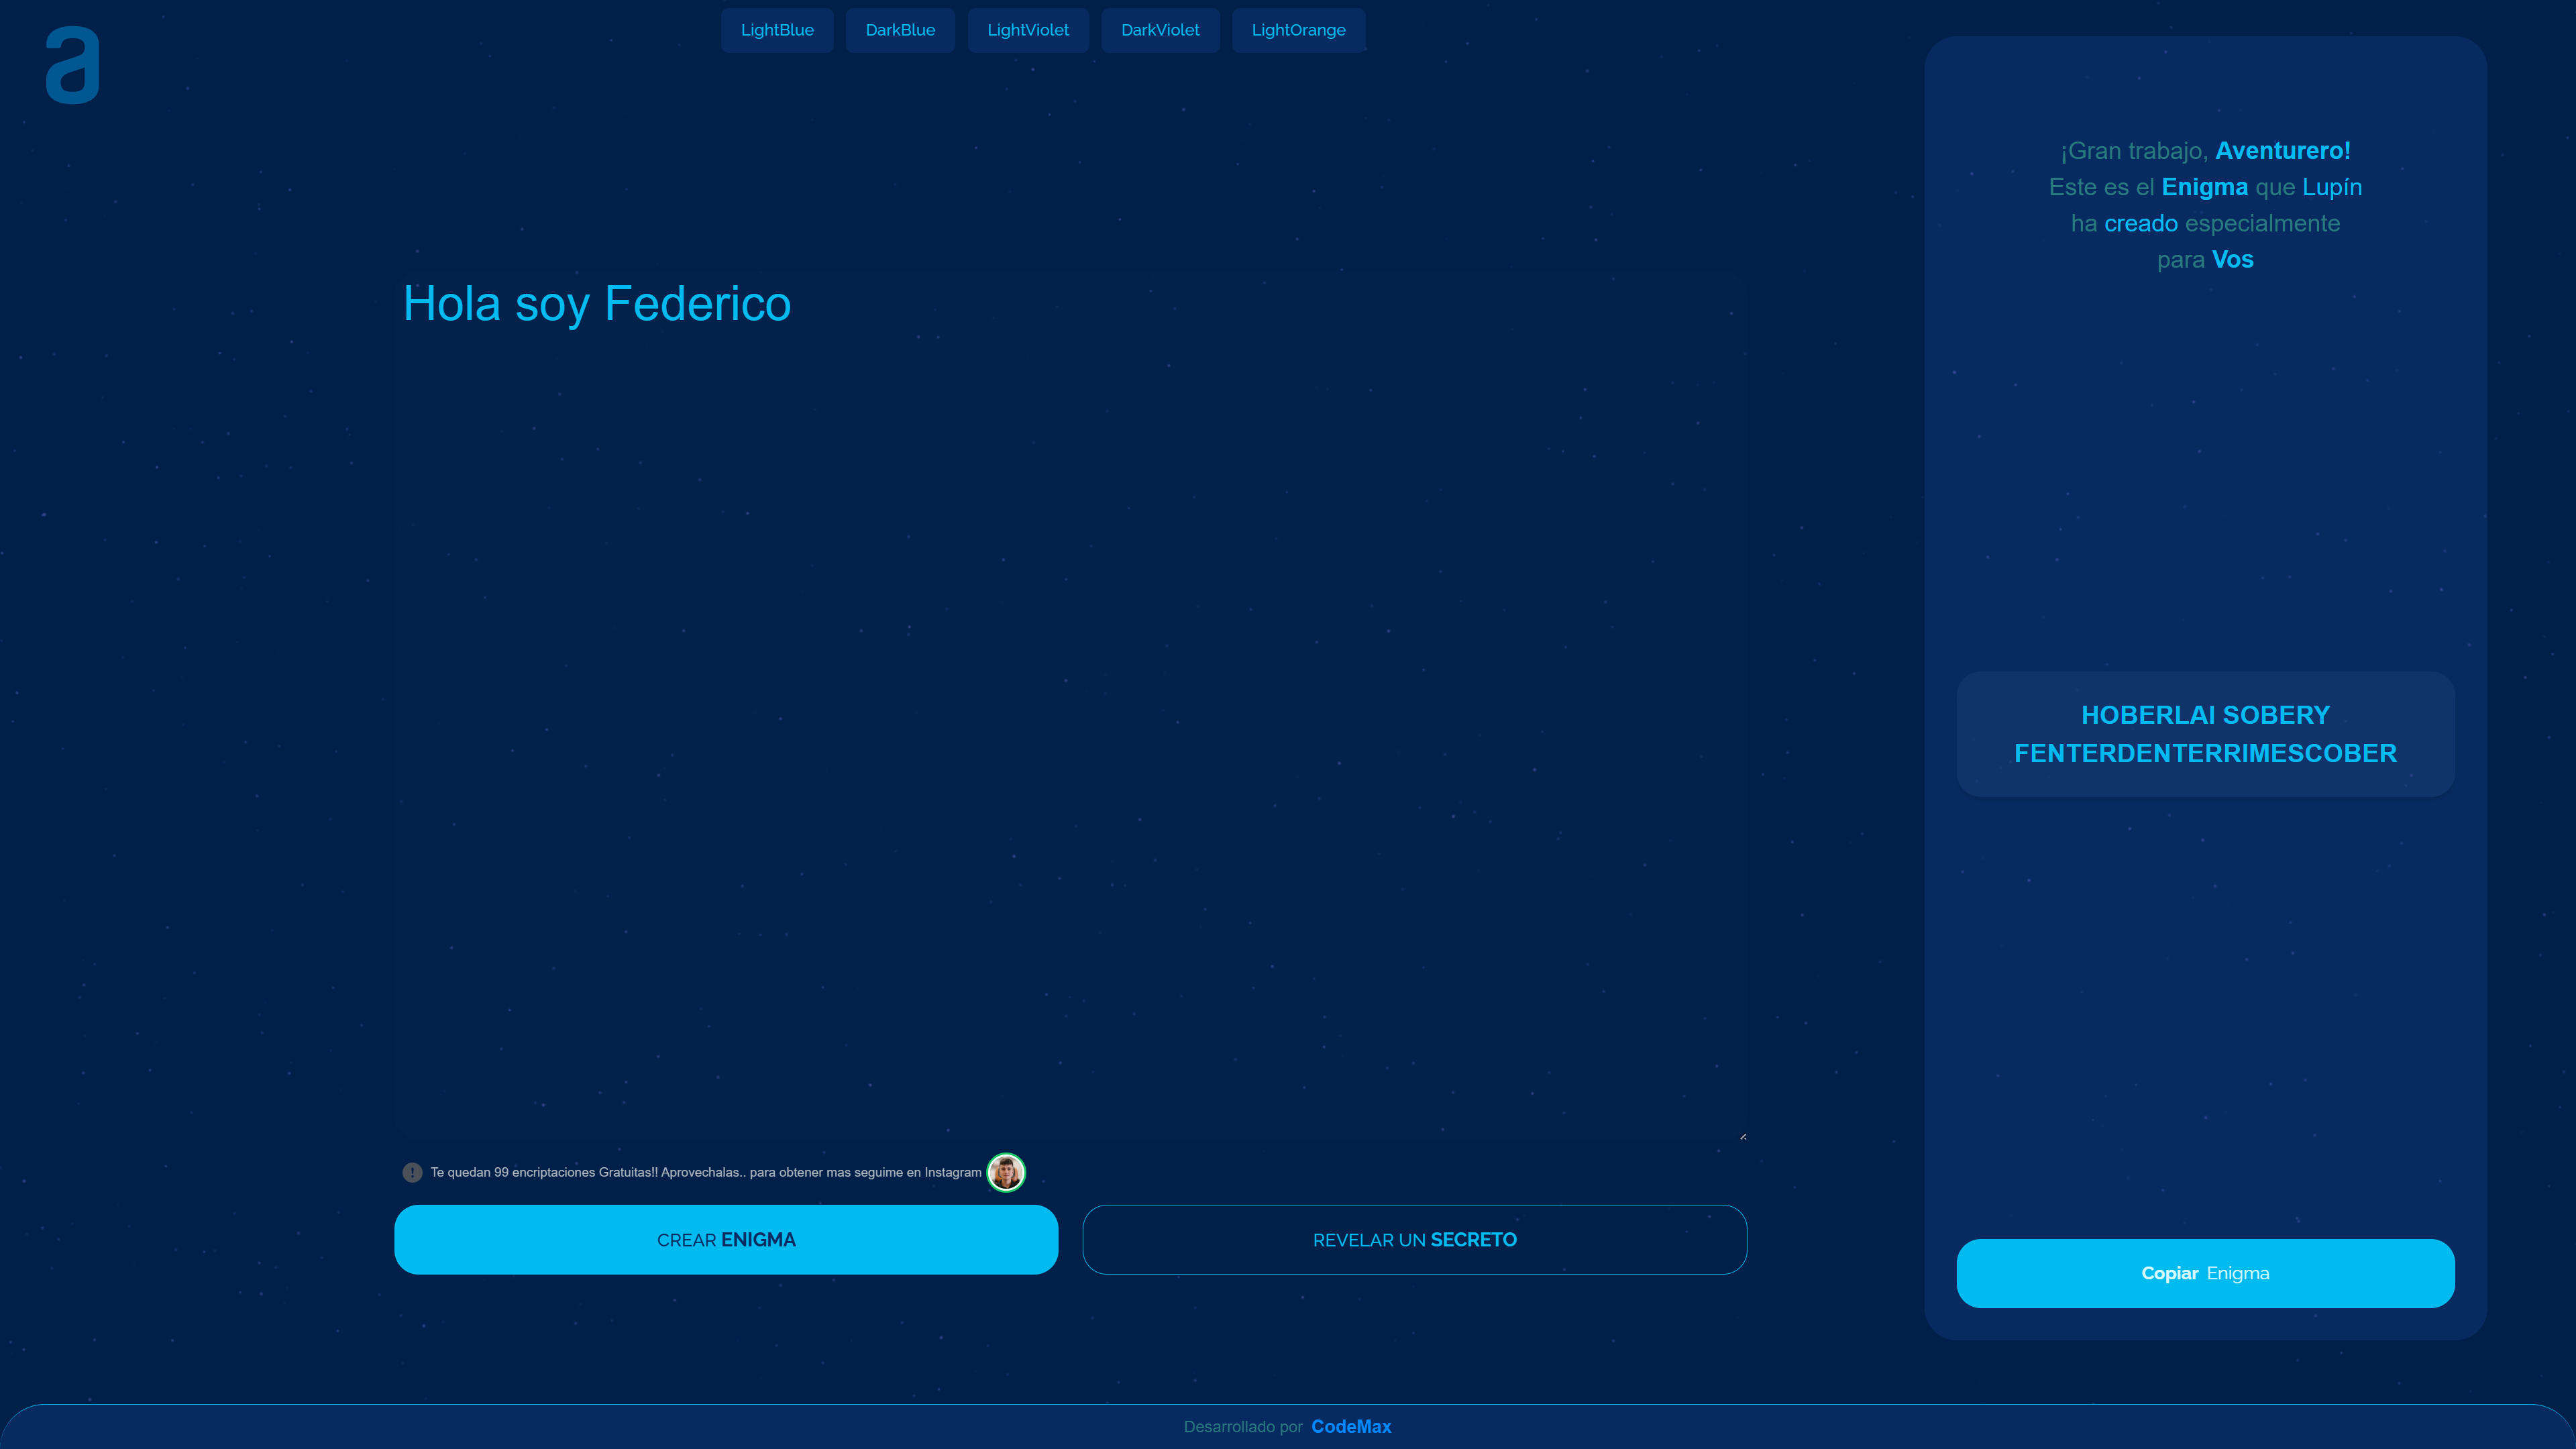 a
LightBlue DarkBlue LightViolet DarkViolet LightOrange
Hola soy Federico
Te quedan 99 encriptaciones Gratuitas!! Aprovechalas.. para obtener mas seguime en Instagram
CREAR ENIGMA
REVELAR UN SECRETO
¡Gran trabajo, Aventurero!
Este es el Enigma que Lupín
ha creado especialmente
para Vos
HOBERLAI SOBERY
FENTERDENTERRIMESCOBER
Copiar Enigma
Desarrollado por CodeMax